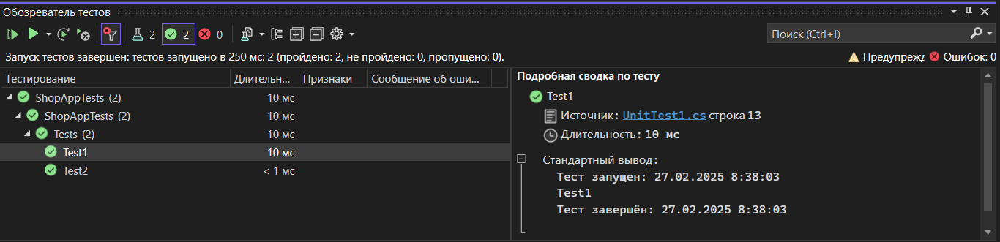 Обозреватель тестов
2 2 0
Поиск (Ctrl+I)
Запуск тестов завершен: тестов запущено в 250 мс: 2 (пройдено: 2, не пройдено: 0, пропущено: 0).
Предупрежд Ошибок: 0
Тестирование Длительн... Признаки Сообщение об оши...
ShopAppTests (2) 10 мс
ShopAppTests (2) 10 мс
Tests (2) 10 мс
Test1 10 мс
Test2 < 1 мс
Подробная сводка по тесту
Test1
Источник: UnitTest1.cs строка 13
Длительность: 10 мс
Стандартный вывод:
Тест запущен: 27.02.2025 8:38:03
Test1
Тест завершён: 27.02.2025 8:38:03